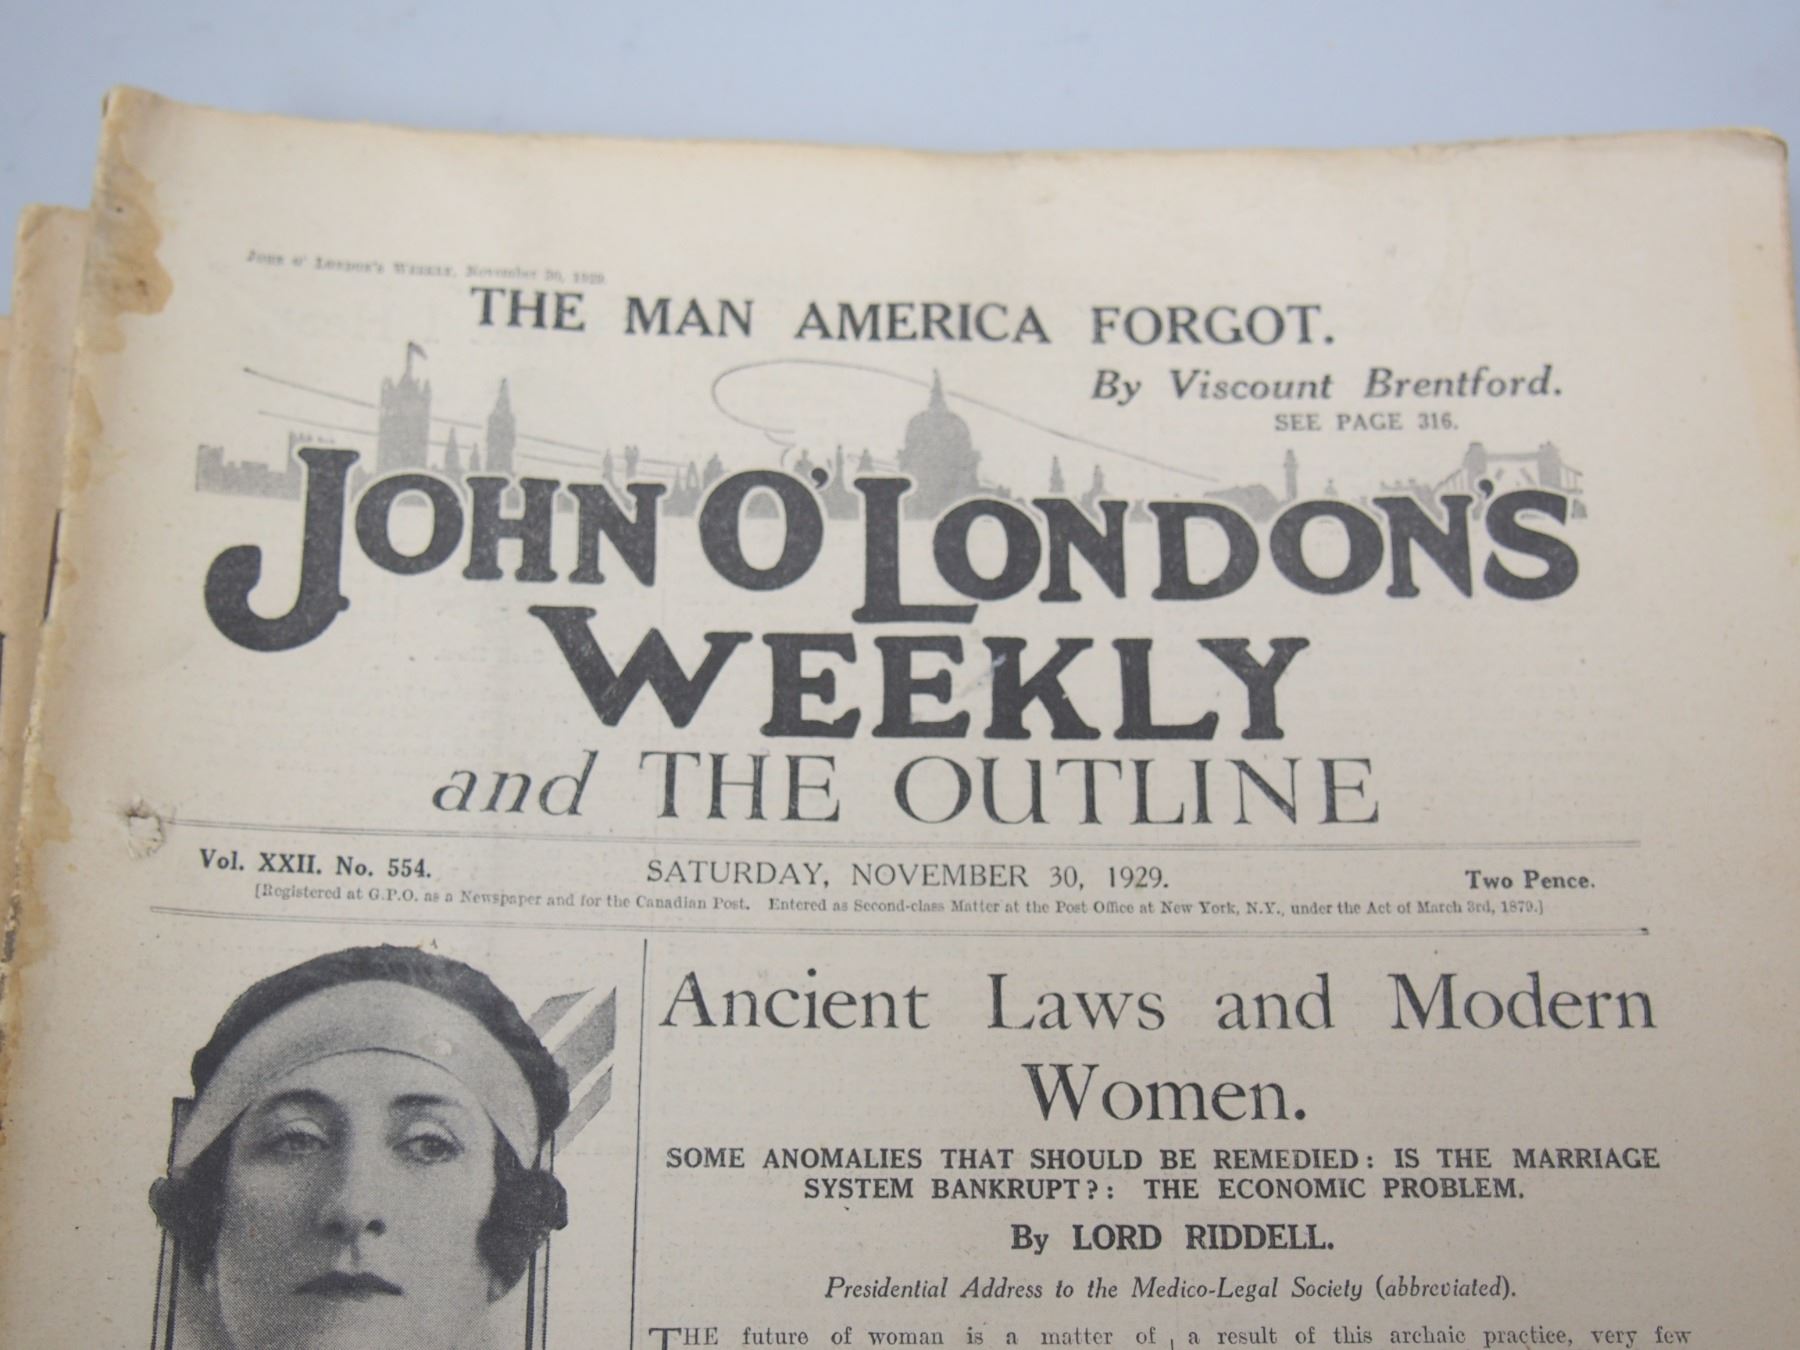 John o' London's Weekly, November 30, 1929
THE MAN AMERICA FORGOT.
By Viscount Brentford.
SEE PAGE 316.
JOHN O' LONDON'S
WEEKLY
and THE OUTLINE
Vol. XXII. No. 554. SATURDAY, NOVEMBER 30, 1929. Two Pence.
[Registered at G.P.O. as a Newspaper and for the Canadian Post. Entered as Second-class Matter at the Post Office at New York, N.Y., under the Act of March 3rd, 1879.]
Ancient Laws and Modern
Women.
SOME ANOMALIES THAT SHOULD BE REMEDIED: IS THE MARRIAGE
SYSTEM BANKRUPT?: THE ECONOMIC PROBLEM.
By LORD RIDDELL.
Presidential Address to the Medico-Legal Society (abbreviated).
THE future of woman is a matter of
a result of this archaic practice, very few